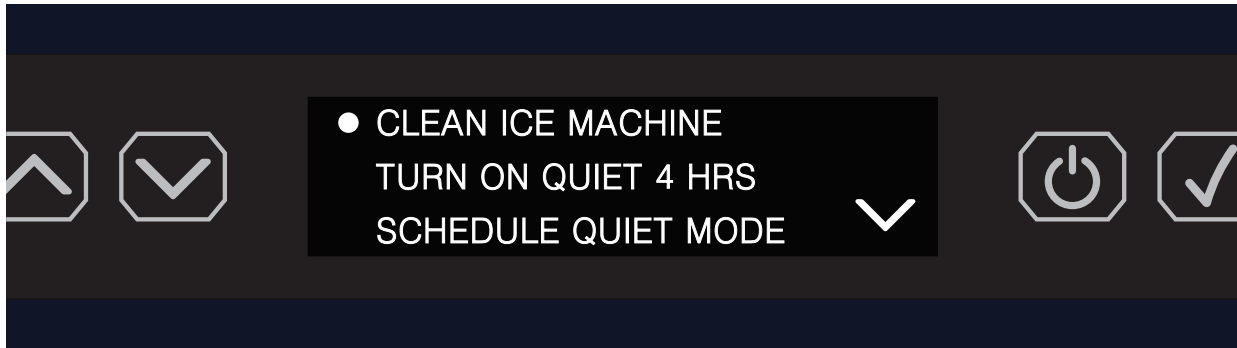 CLEAN ICE MACHINE
TURN ON QUIET 4 HRS
SCHEDULE QUIET MODE